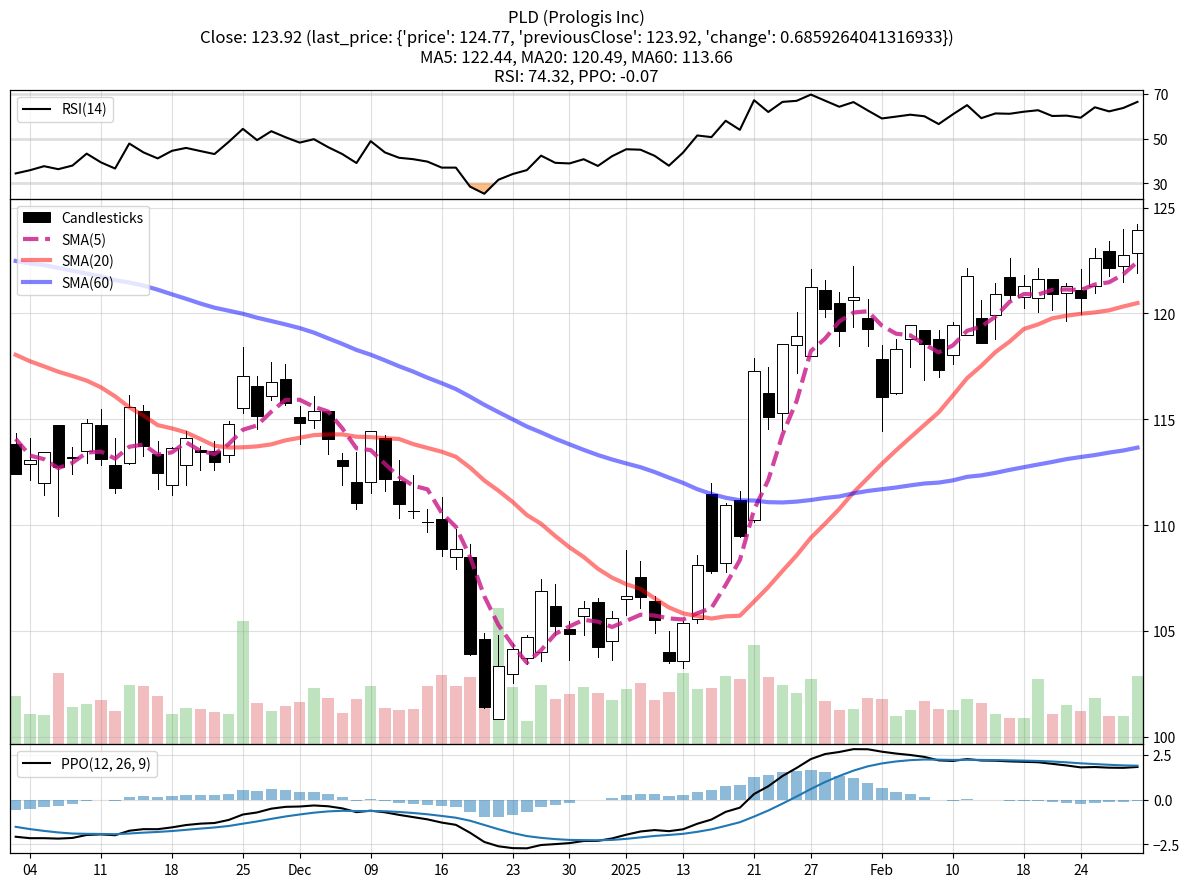 PLD (Prologis Inc)
Close: 123.92 (last_price: {'price': 124.77, 'previousClose': 123.92, 'change': 0.6859264041316933})
MA5: 122.44, MA20: 120.49, MA60: 113.66
RSI: 74.32, PPO: -0.07
RSI(14)
70
50
30
Candlesticks
SMA(5)
SMA(20)
SMA(60)
125
120
115
110
105
100
PPO(12, 26, 9)
2.5
0.0
−2.5
04 11 18 25 Dec 09 16 23 30 2025 13 21 27 Feb 10 18 24